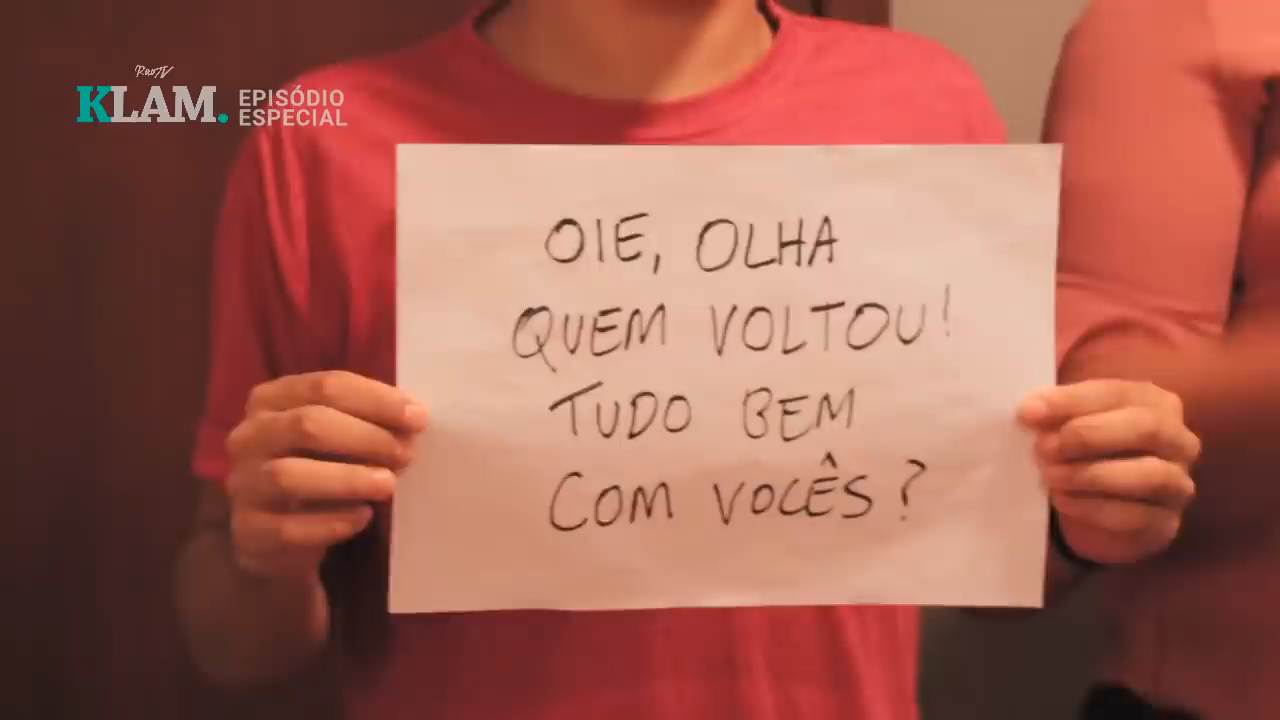 KLAM.
EPISÓDIO
ESPECIAL
OIE, OLHA
QUEM VOLTOU!
TUDO BEM
COM VOCÊS?